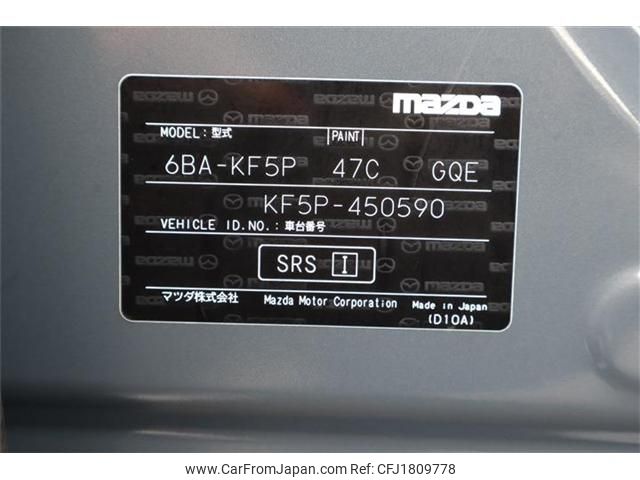 mazda
MODEL：型式 PAINT
6BA-KF5P 47C GQE
KF5P-450590
VEHICLE ID.NO.：車台番号
SRS I
マツダ株式会社 Mazda Motor Corporation Made in Japan
(D10A)
© www.CarFromJapan.com - Car Ref: CFJ1809778